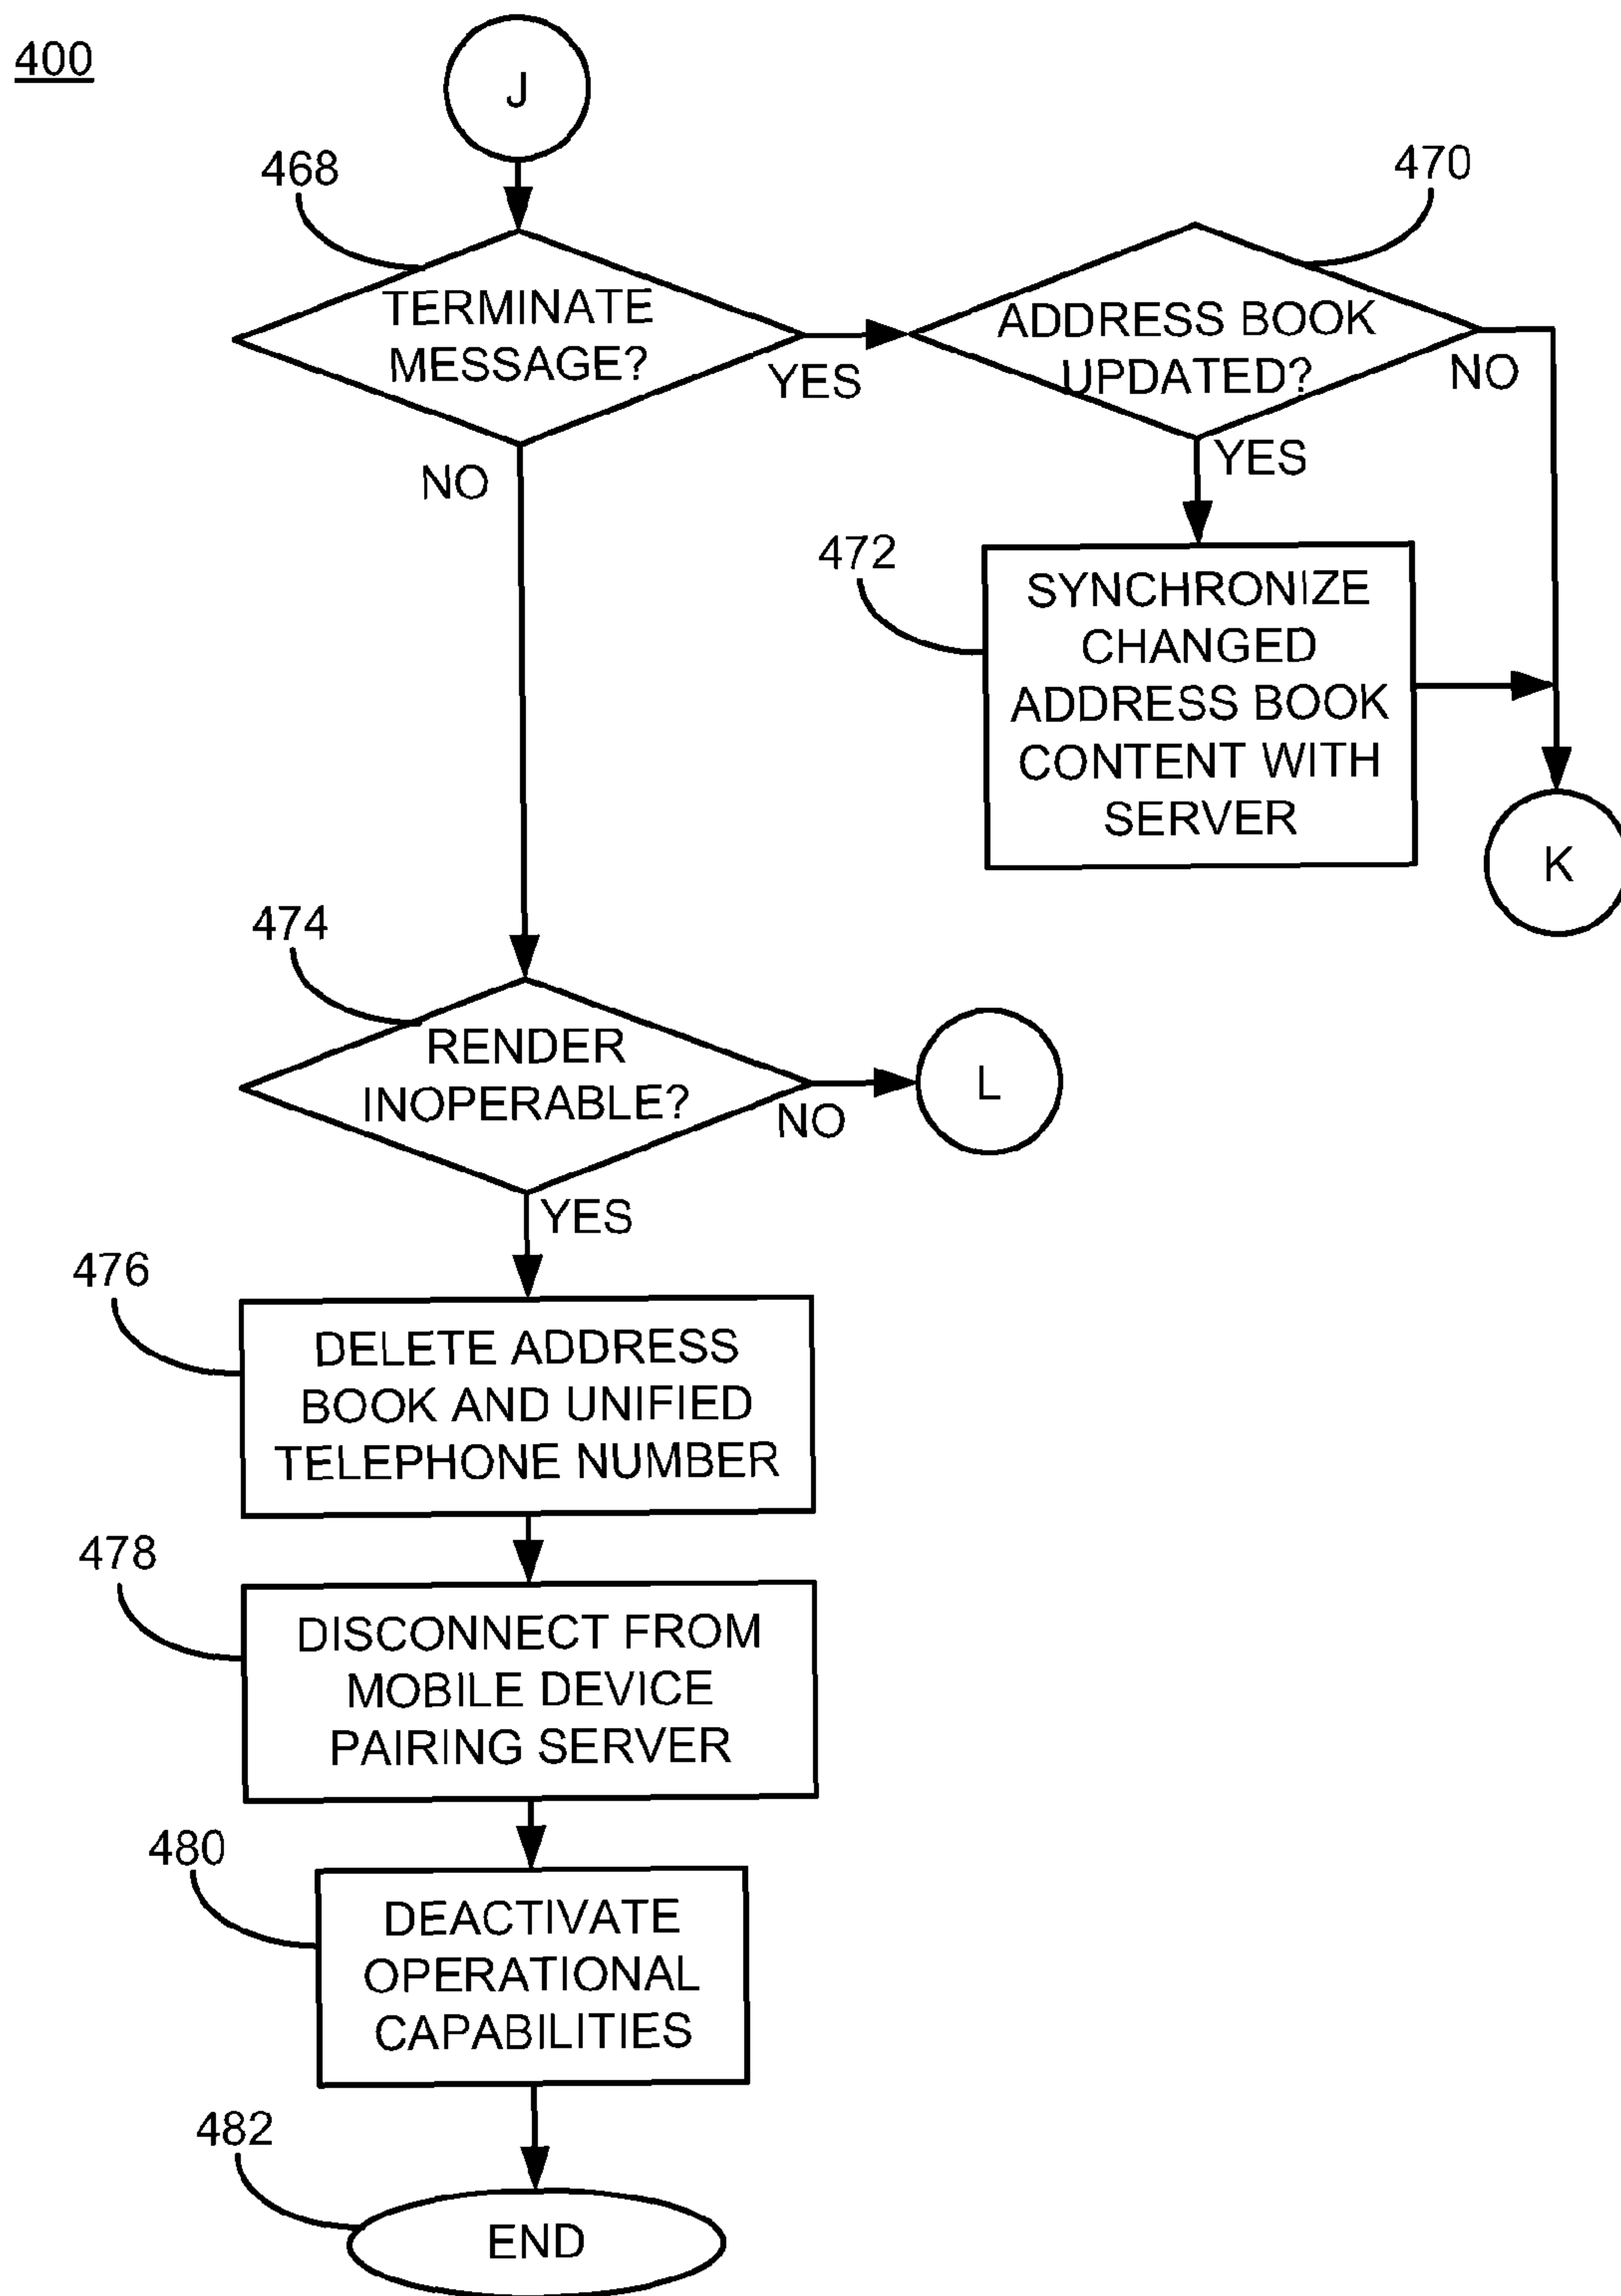 400
J
468
TERMINATE
MESSAGE?
YES
NO
470
ADDRESS BOOK
UPDATED?
NO
YES
472
SYNCHRONIZE
CHANGED
ADDRESS BOOK
CONTENT WITH
SERVER
K
474
RENDER
INOPERABLE?
NO
L
YES
476
DELETE ADDRESS
BOOK AND UNIFIED
TELEPHONE NUMBER
478
DISCONNECT FROM
MOBILE DEVICE
PAIRING SERVER
480
DEACTIVATE
OPERATIONAL
CAPABILITIES
482
END